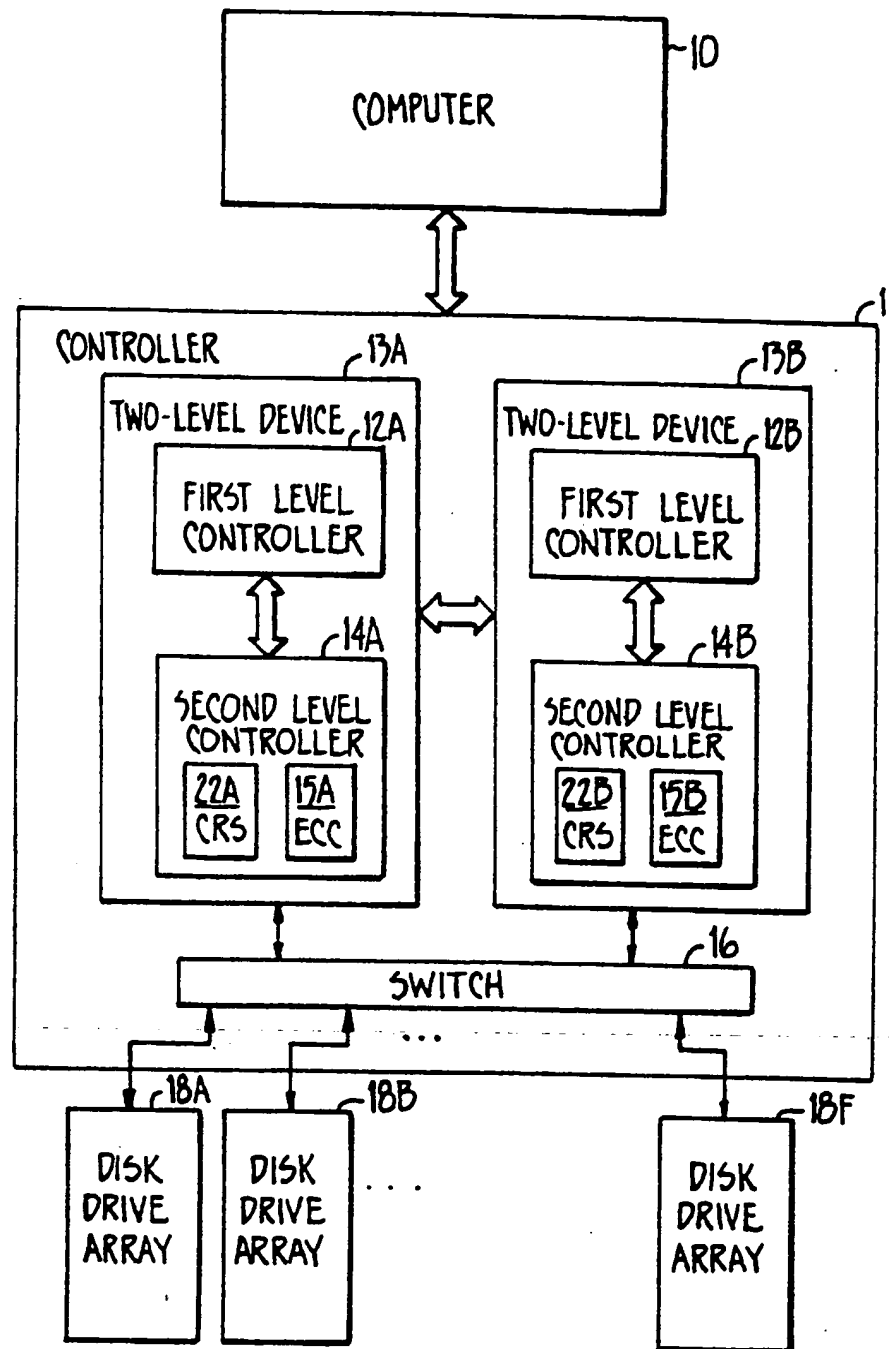 10
COMPUTER
1
CONTROLLER
13A
13B
TWO-LEVEL DEVICE
12A
TWO-LEVEL DEVICE
12B
FIRST LEVEL
CONTROLLER
FIRST LEVEL
CONTROLLER
14A
14B
SECOND LEVEL
CONTROLLER
22A
CRS
15A
ECC
SECOND LEVEL
CONTROLLER
22B
CRS
15B
ECC
16
SWITCH
...
18A
18B
18F
DISK
DRIVE
ARRAY
DISK
DRIVE
ARRAY
...
DISK
DRIVE
ARRAY